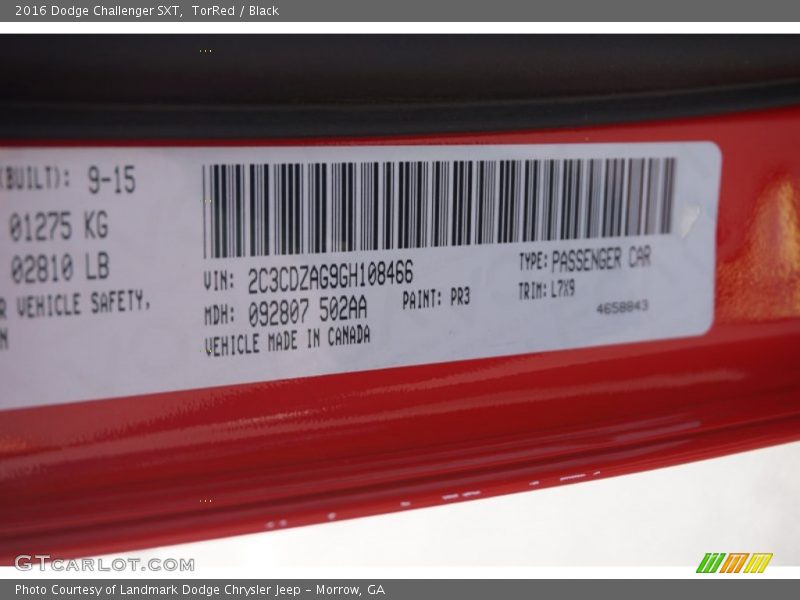 2016 Dodge Challenger SXT, TorRed / Black
(BUILT): 9-15
01275 KG
02810 LB
R VEHICLE SAFETY,
N
VIN: 2C3CDZAG9GH108466
MDH: 092807 502AA
VEHICLE MADE IN CANADA
PAINT: PR3
TYPE: PASSENGER CAR
TRIM: L7X9
4658843
GTCARLOT.COM
Photo Courtesy of Landmark Dodge Chrysler Jeep - Morrow, GA